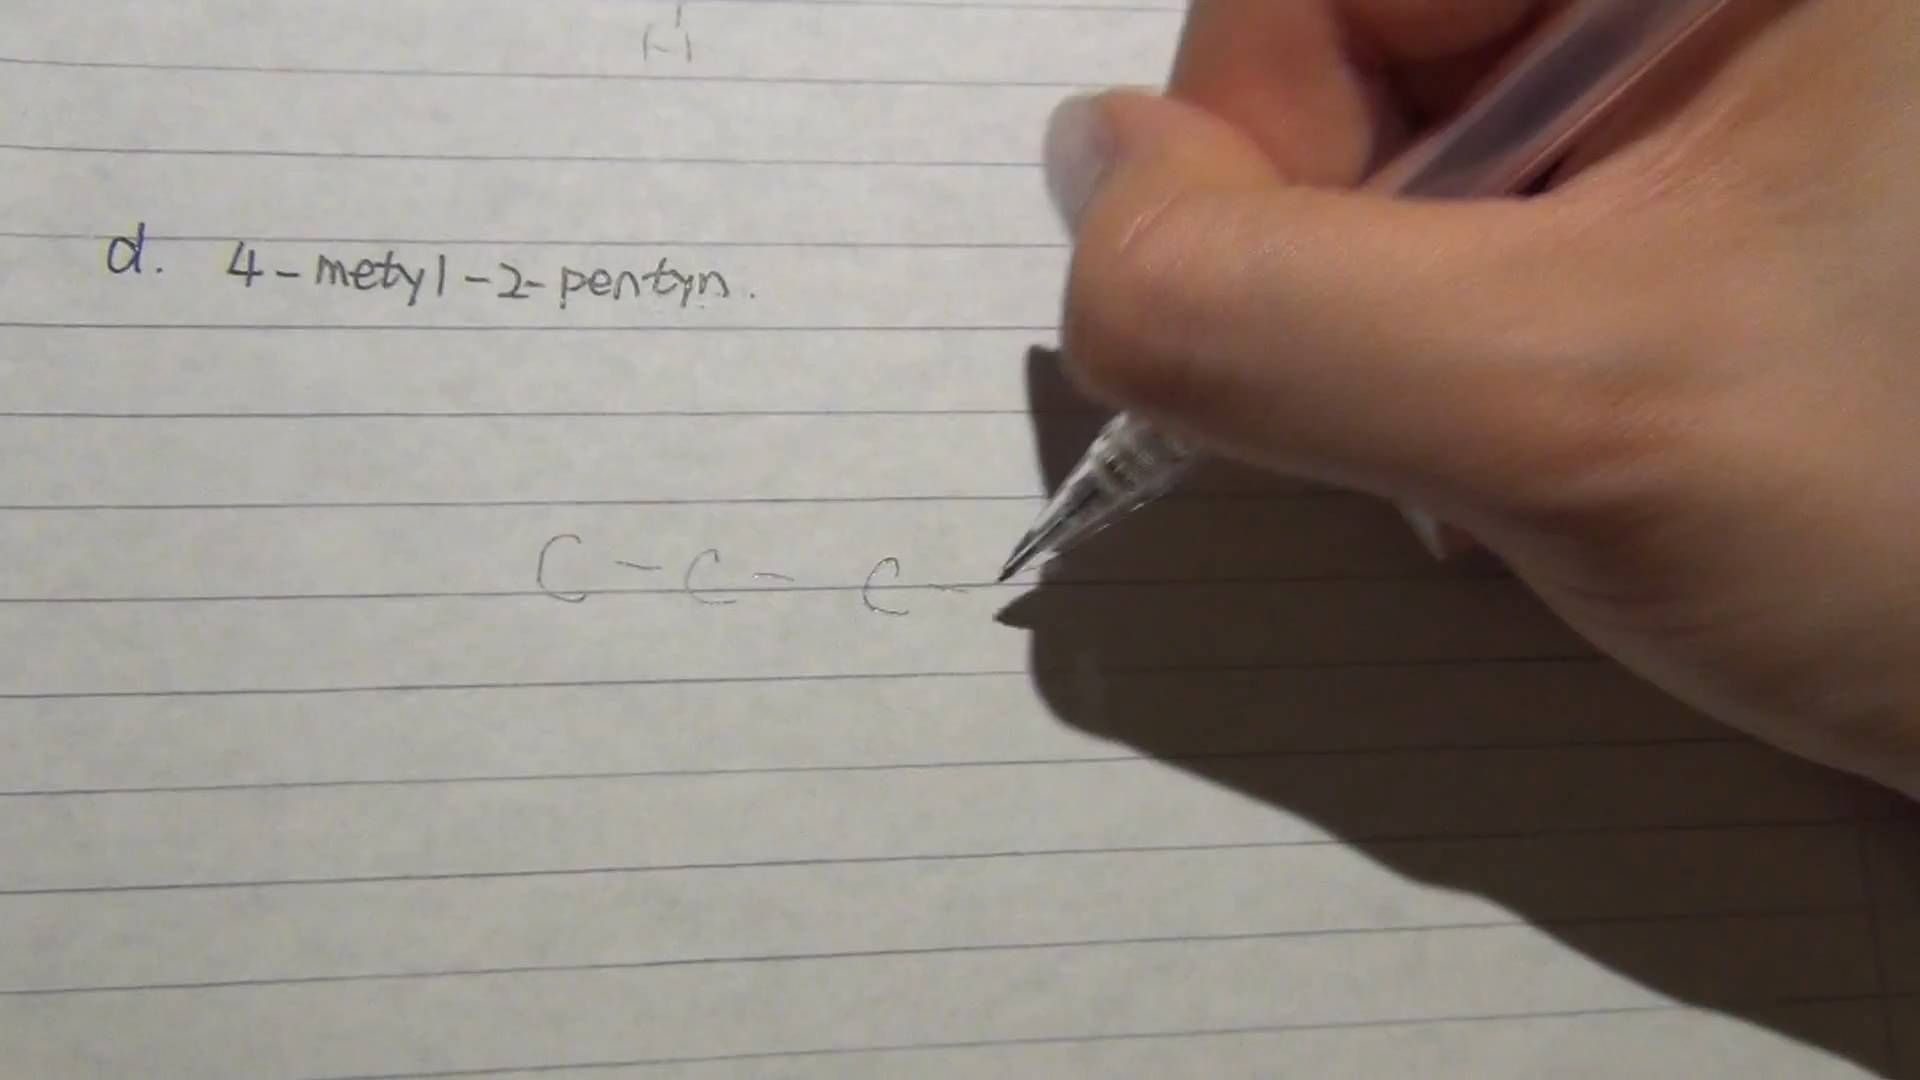 H
d. 4-metyl-2-pentyn.
C - C - C -